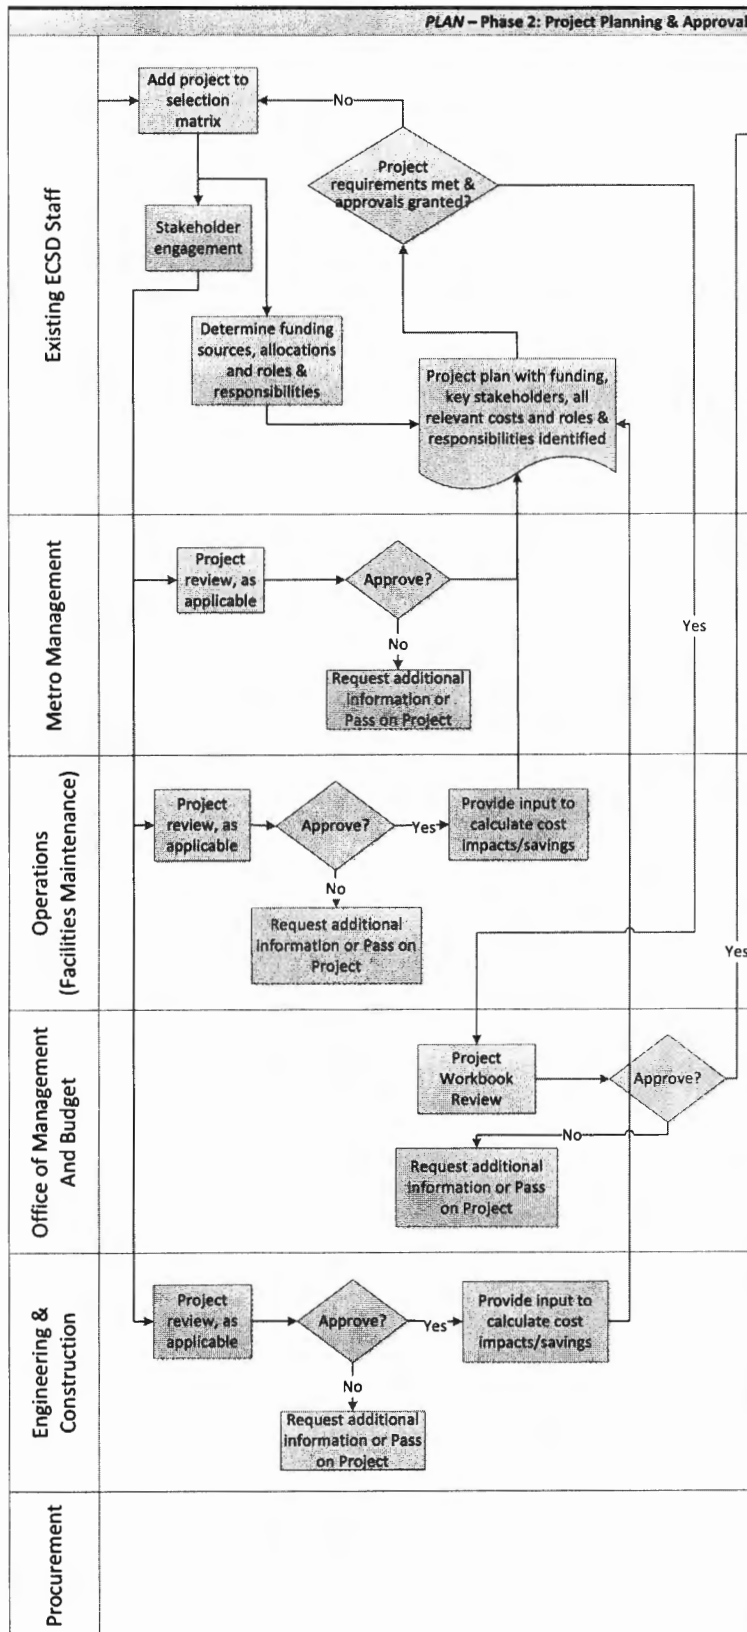 PLAN – Phase 2: Project Planning & Approval
Existing ECSD Staff
Add project to
selection
matrix
No
Project
requirements met &
approvals granted?
Stakeholder
engagement
Determine funding
sources, allocations
and roles &
responsibilities
Project plan with funding,
key stakeholders, all
relevant costs and roles &
responsibilities identified
Metro Management
Project
review, as
applicable
Approve?
No
Request additional
information or
Pass on Project
Yes
Operations
(Facilities Maintenance)
Project
review, as
applicable
Approve?
Yes
Provide input to
calculate cost
impacts/savings
No
Request additional
information or Pass on
Project
Yes
Office of Management
And Budget
Project
Workbook
Review
Approve?
No
Request additional
information or Pass
on Project
Engineering &
Construction
Project
review, as
applicable
Approve?
Yes
Provide input to
calculate cost
impacts/savings
No
Request additional
information or Pass
on Project
Procurement